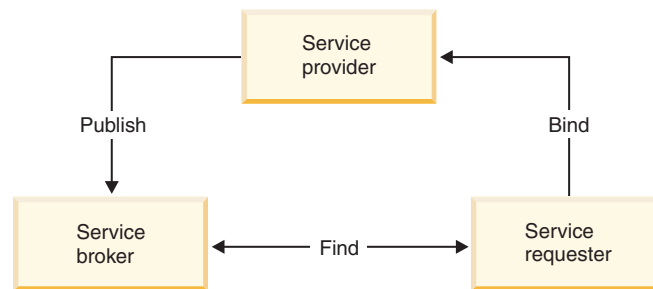 Service
provider
Publish
Bind
Service
broker
Find
Service
requester